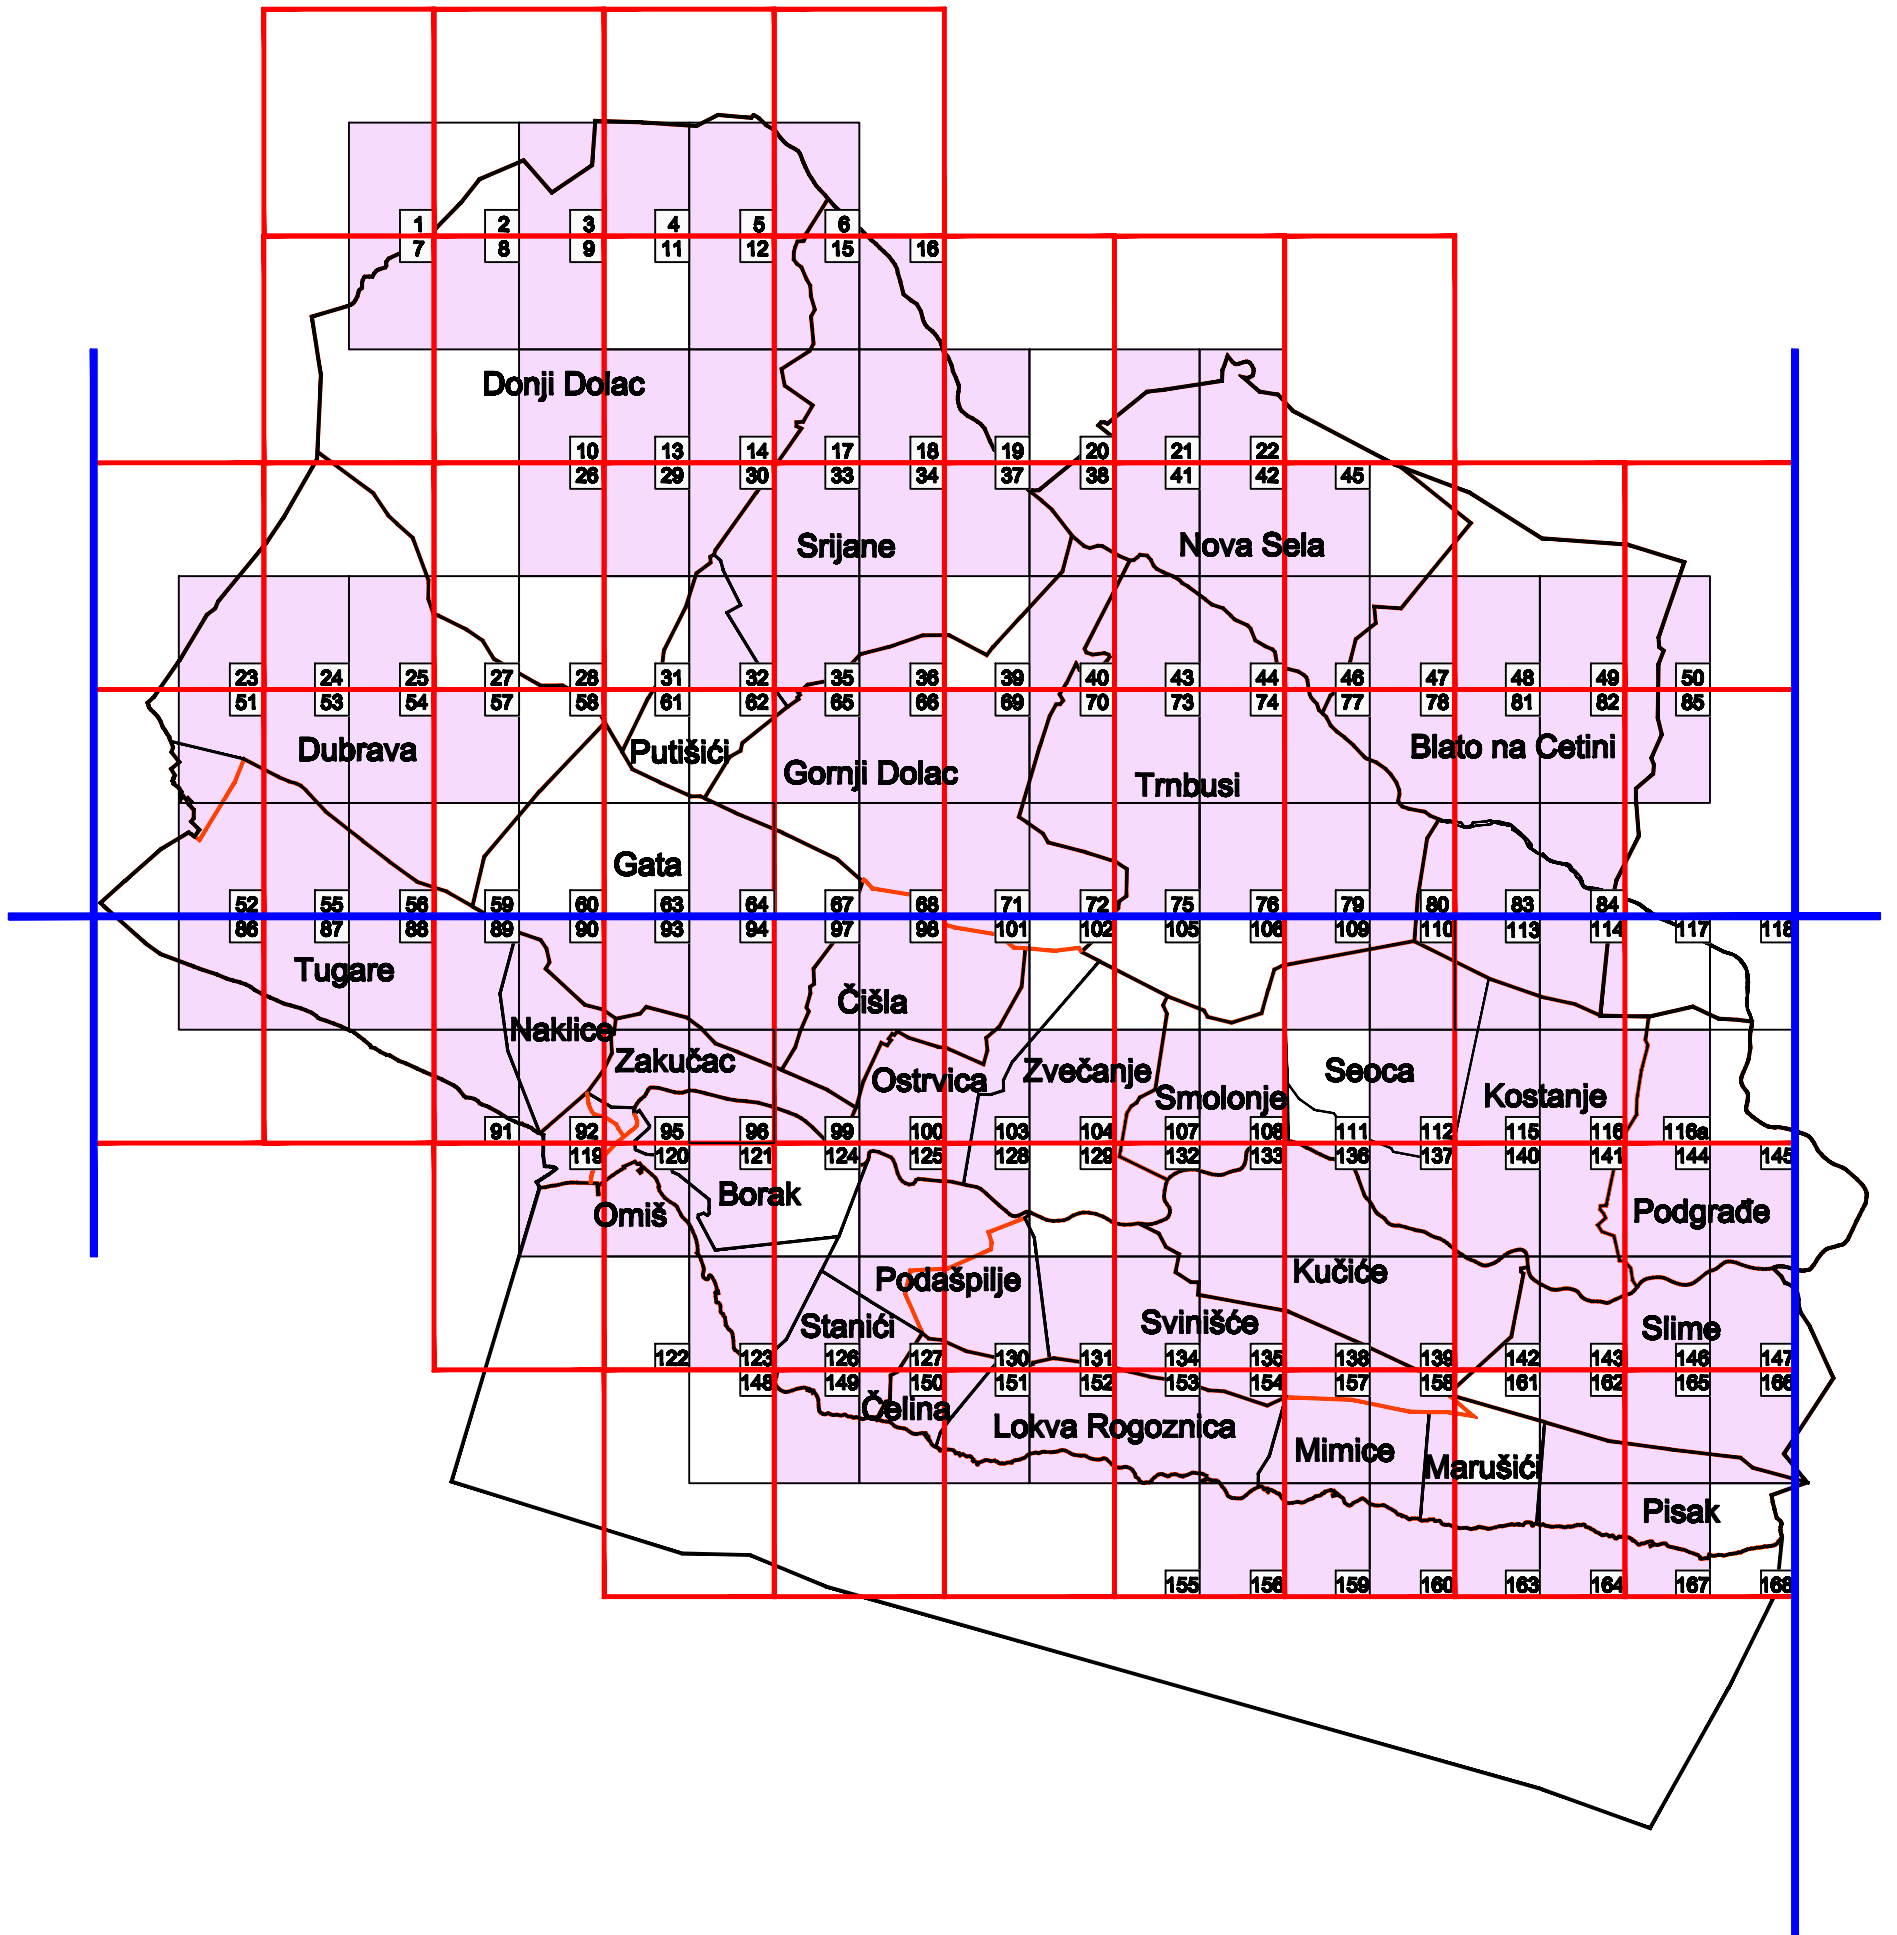 1 2 3 4 5 6
7 8 9 11 12 15 16
Donji Dolac
10 13 14 17 18 19 20 21 22
26 29 30 33 34 37 38 41 42 45
Srijane
Nova Sela
23 24 25 27 28 31 32 35 36 39 40 43 44 46 47 48 49 50
51 53 54 57 58 61 62 65 66 69 70 73 74 77 78 81 82 85
Dubrava
Putišići
Gornji Dolac
Trnbusi
Blato na Cetini
Gata
52 55 56 59 60 63 64 67 68 71 72 75 76 79 80 83 84
86 87 88 89 90 93 94 97 98 101 102 105 106 109 110 113 114 117 118
Tugare
Naklice
Čišla
Zakučac
Ostrvica
Zvečanje
Smolonje
Seoca
Kostanje
91 92 95 96 99 100 103 104 107 108 111 112 115 116 116a
119 120 121 124 125 128 129 132 133 136 137 140 141 144 145
Omiš
Borak
Podgrađe
Podašpilje
Kučiće
Stanići
Svinišće
Slime
122 123 126 127 130 131 134 135 138 139 142 143 146 147
148 149 150 151 152 153 154 157 158 161 162 165 166
Čelina
Lokva Rogoznica
Mimice
Marušići
Pisak
155 156 159 160 163 164 167 168